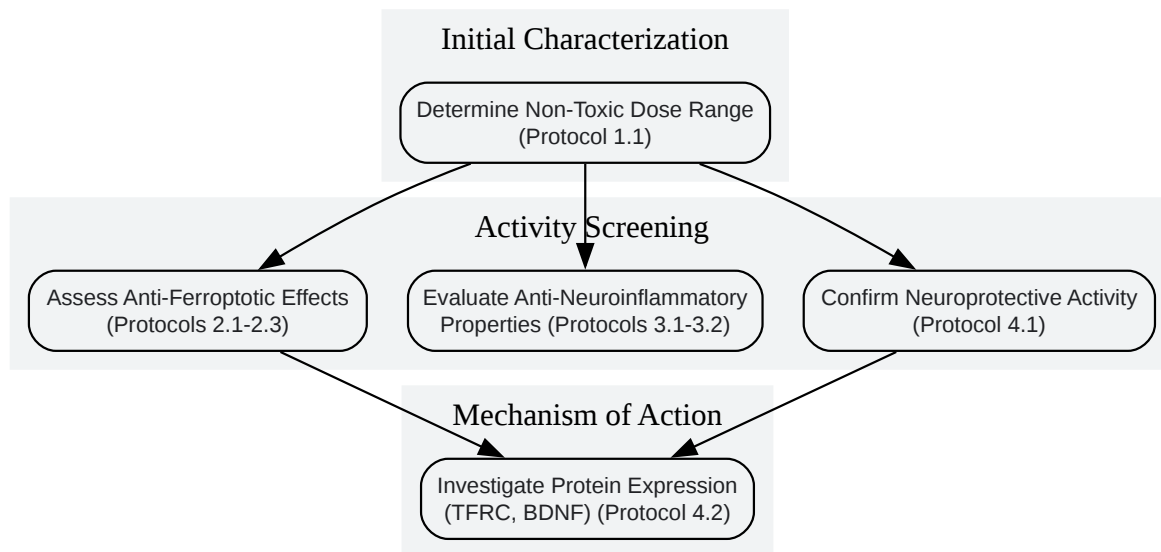 Initial Characterization
Determine Non-Toxic Dose Range
(Protocol 1.1)
Activity Screening
Assess Anti-Ferroptotic Effects
(Protocols 2.1-2.3)
Evaluate Anti-Neuroinflammatory
Properties (Protocols 3.1-3.2)
Confirm Neuroprotective Activity
(Protocol 4.1)
Mechanism of Action
Investigate Protein Expression
(TFRC, BDNF) (Protocol 4.2)